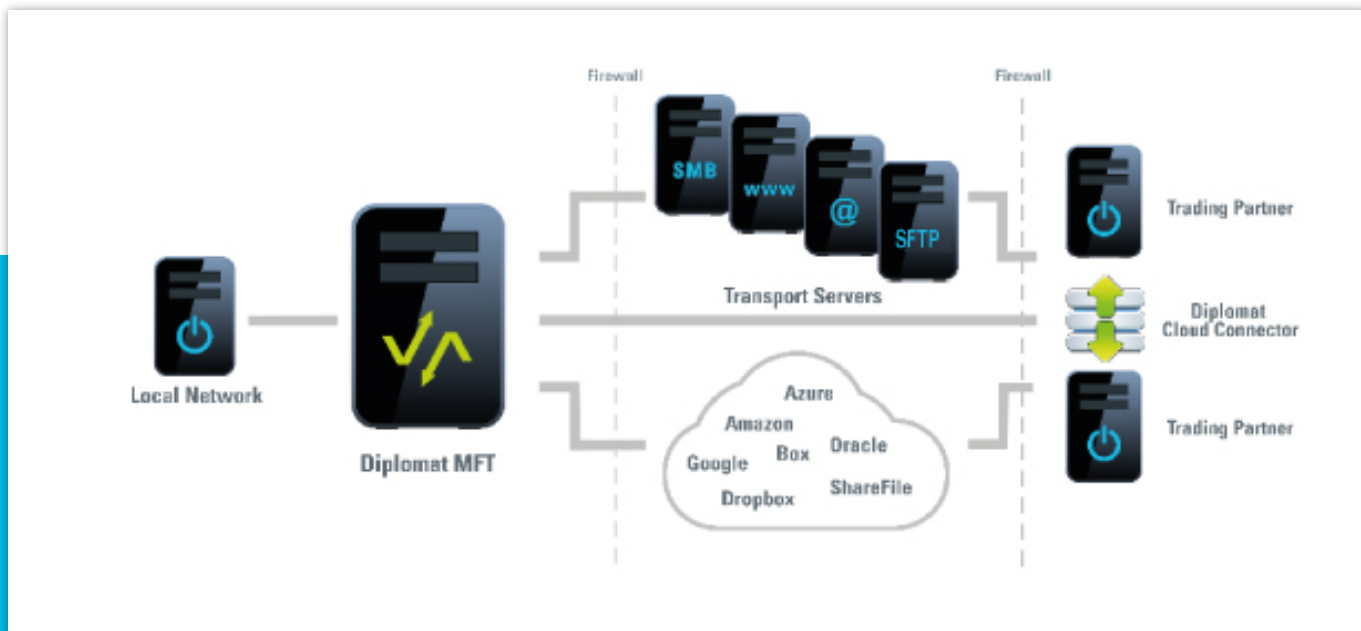 Firewall
Firewall
SMB
www
@
SFTP
Trading Partner
Transport Servers
Diplomat
Cloud Connector
Local Network
Diplomat MFT
Azure
Amazon
Box
Oracle
Google
ShareFile
Dropbox
Trading Partner